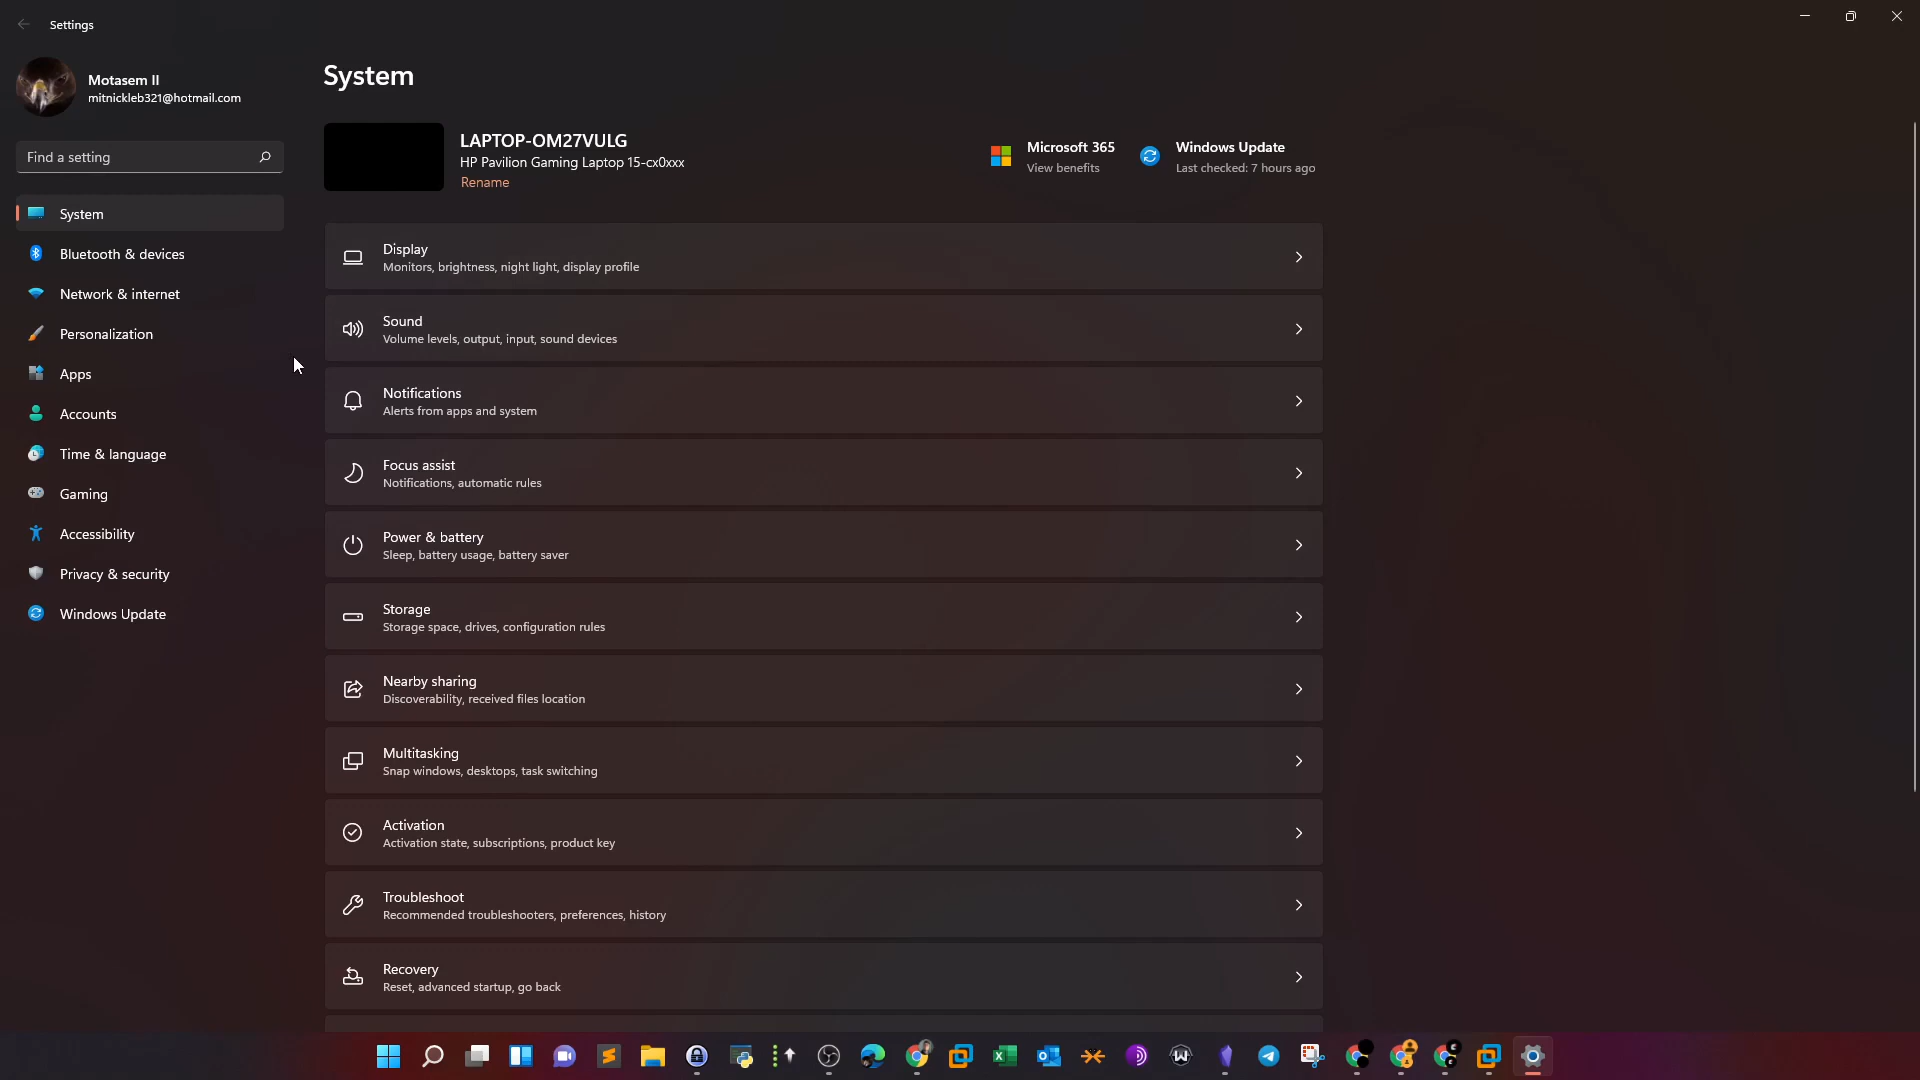 Settings
Motasem II
mitnickleb321@hotmail.com
Find a setting
System
Bluetooth & devices
Network & internet
Personalization
Apps
Accounts
Time & language
Gaming
Accessibility
Privacy & security
Windows Update
System
LAPTOP-OM27VULG
HP Pavilion Gaming Laptop 15-cx0xxx
Rename
Microsoft 365
View benefits
Windows Update
Last checked: 7 hours ago
Display
Monitors, brightness, night light, display profile
Sound
Volume levels, output, input, sound devices
Notifications
Alerts from apps and system
Focus assist
Notifications, automatic rules
Power & battery
Sleep, battery usage, battery saver
Storage
Storage space, drives, configuration rules
Nearby sharing
Discoverability, received files location
Multitasking
Snap windows, desktops, task switching
Activation
Activation state, subscriptions, product key
Troubleshoot
Recommended troubleshooters, preferences, history
Recovery
Reset, advanced startup, go back